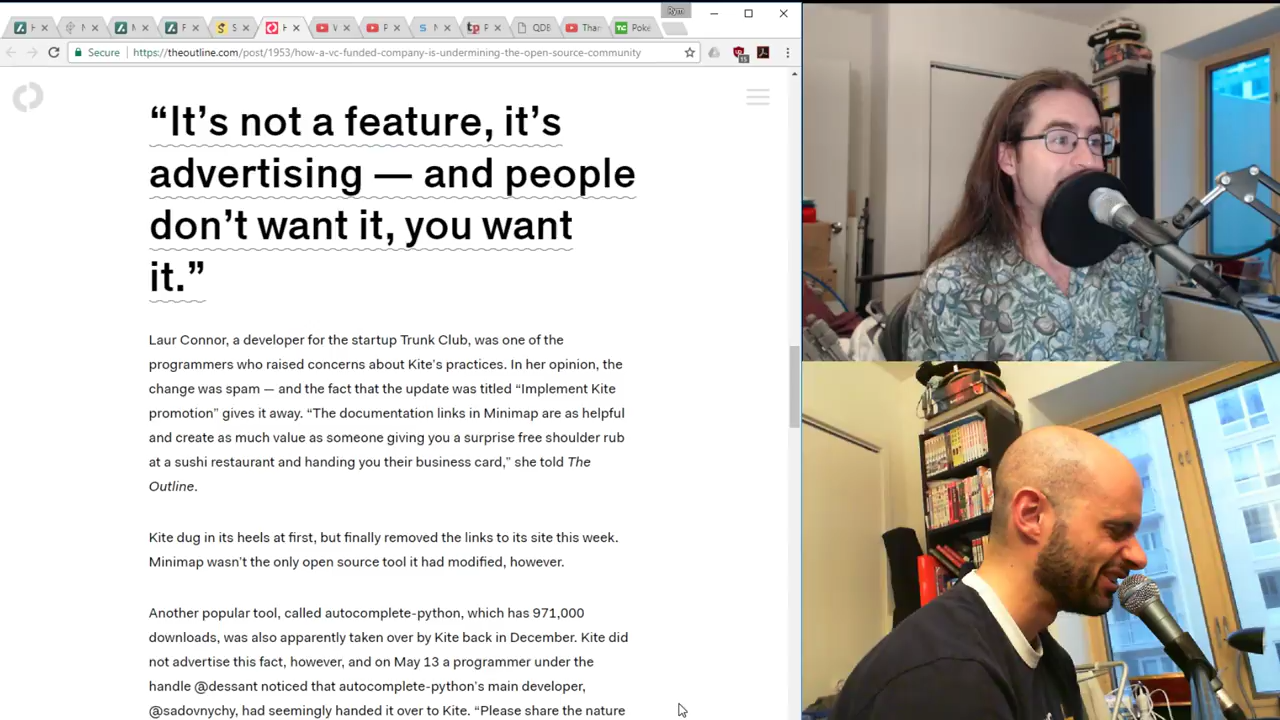 Rym
QDB
Than
Poké
Secure
https://theoutline.com/post/1953/how-a-vc-funded-company-is-undermining-the-open-source-community
15
“It’s not a feature, it’s
advertising — and people
don’t want it, you want
it.”
Laur Connor, a developer for the startup Trunk Club, was one of the
programmers who raised concerns about Kite's practices. In her opinion, the
change was spam — and the fact that the update was titled “Implement Kite
promotion” gives it away. “The documentation links in Minimap are as helpful
and create as much value as someone giving you a surprise free shoulder rub
at a sushi restaurant and handing you their business card,” she told The
Outline.
Kite dug in its heels at first, but finally removed the links to its site this week.
Minimap wasn't the only open source tool it had modified, however.
Another popular tool, called autocomplete-python, which has 971,000
downloads, was also apparently taken over by Kite back in December. Kite did
not advertise this fact, however, and on May 13 a programmer under the
handle @dessant noticed that autocomplete-python's main developer,
@sadovnychy, had seemingly handed it over to Kite. “Please share the nature